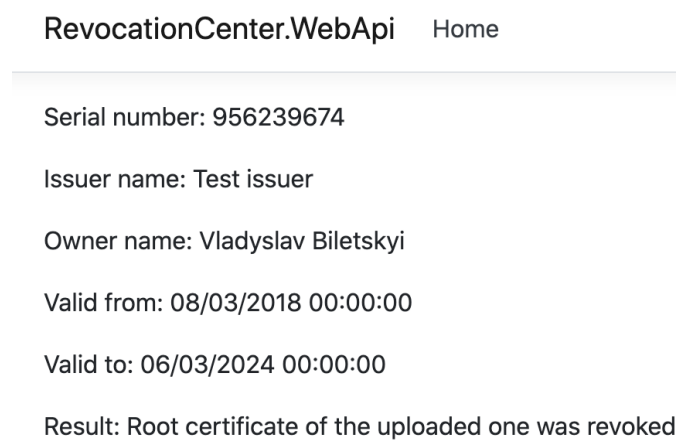 RevocationCenter.WebApi Home
Serial number: 956239674
Issuer name: Test issuer
Owner name: Vladyslav Biletskyi
Valid from: 08/03/2018 00:00:00
Valid to: 06/03/2024 00:00:00
Result: Root certificate of the uploaded one was revoked